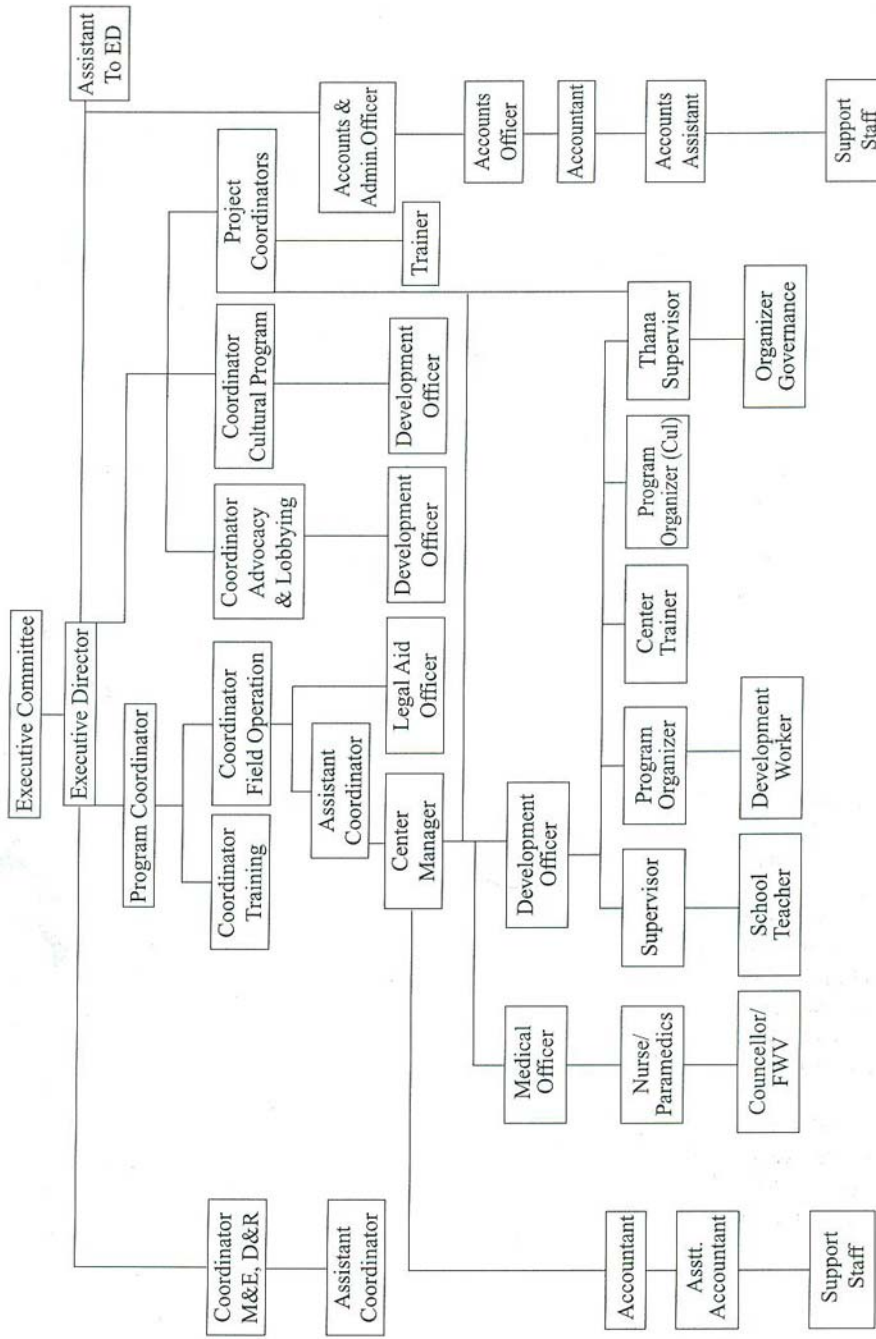 Executive Committee
Executive Director
Assistant
To ED
Program Coordinator
Coordinator
M&E, D&R
Coordinator
Training
Coordinator
Field Operation
Coordinator
Advocacy
& Lobbying
Coordinator
Cultural Program
Project
Coordinators
Assistant
Coordinator
Assistant
Coordinator
Accounts &
Admin.Officer
Center
Manager
Legal Aid
Officer
Development
Officer
Development
Officer
Trainer
Accounts
Officer
Medical
Officer
Development
Officer
Accountant
Accountant
Nurse/
Paramedics
Supervisor
Program
Organizer
Center
Trainer
Program
Organizer (Cul)
Thana
Supervisor
Accounts
Assistant
Asstt.
Accountant
Councellor/
FWV
School
Teacher
Development
Worker
Organizer
Governance
Support
Staff
Support
Staff